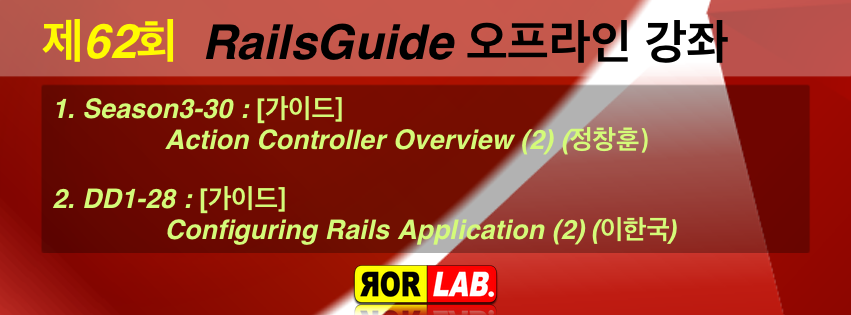 제62회 RailsGuide 오프라인 강좌
1. Season3-30 : [가이드]
Action Controller Overview (2) (정창훈)
2. DD1-28 : [가이드]
Configuring Rails Application (2) (이한국)
ROR LAB.